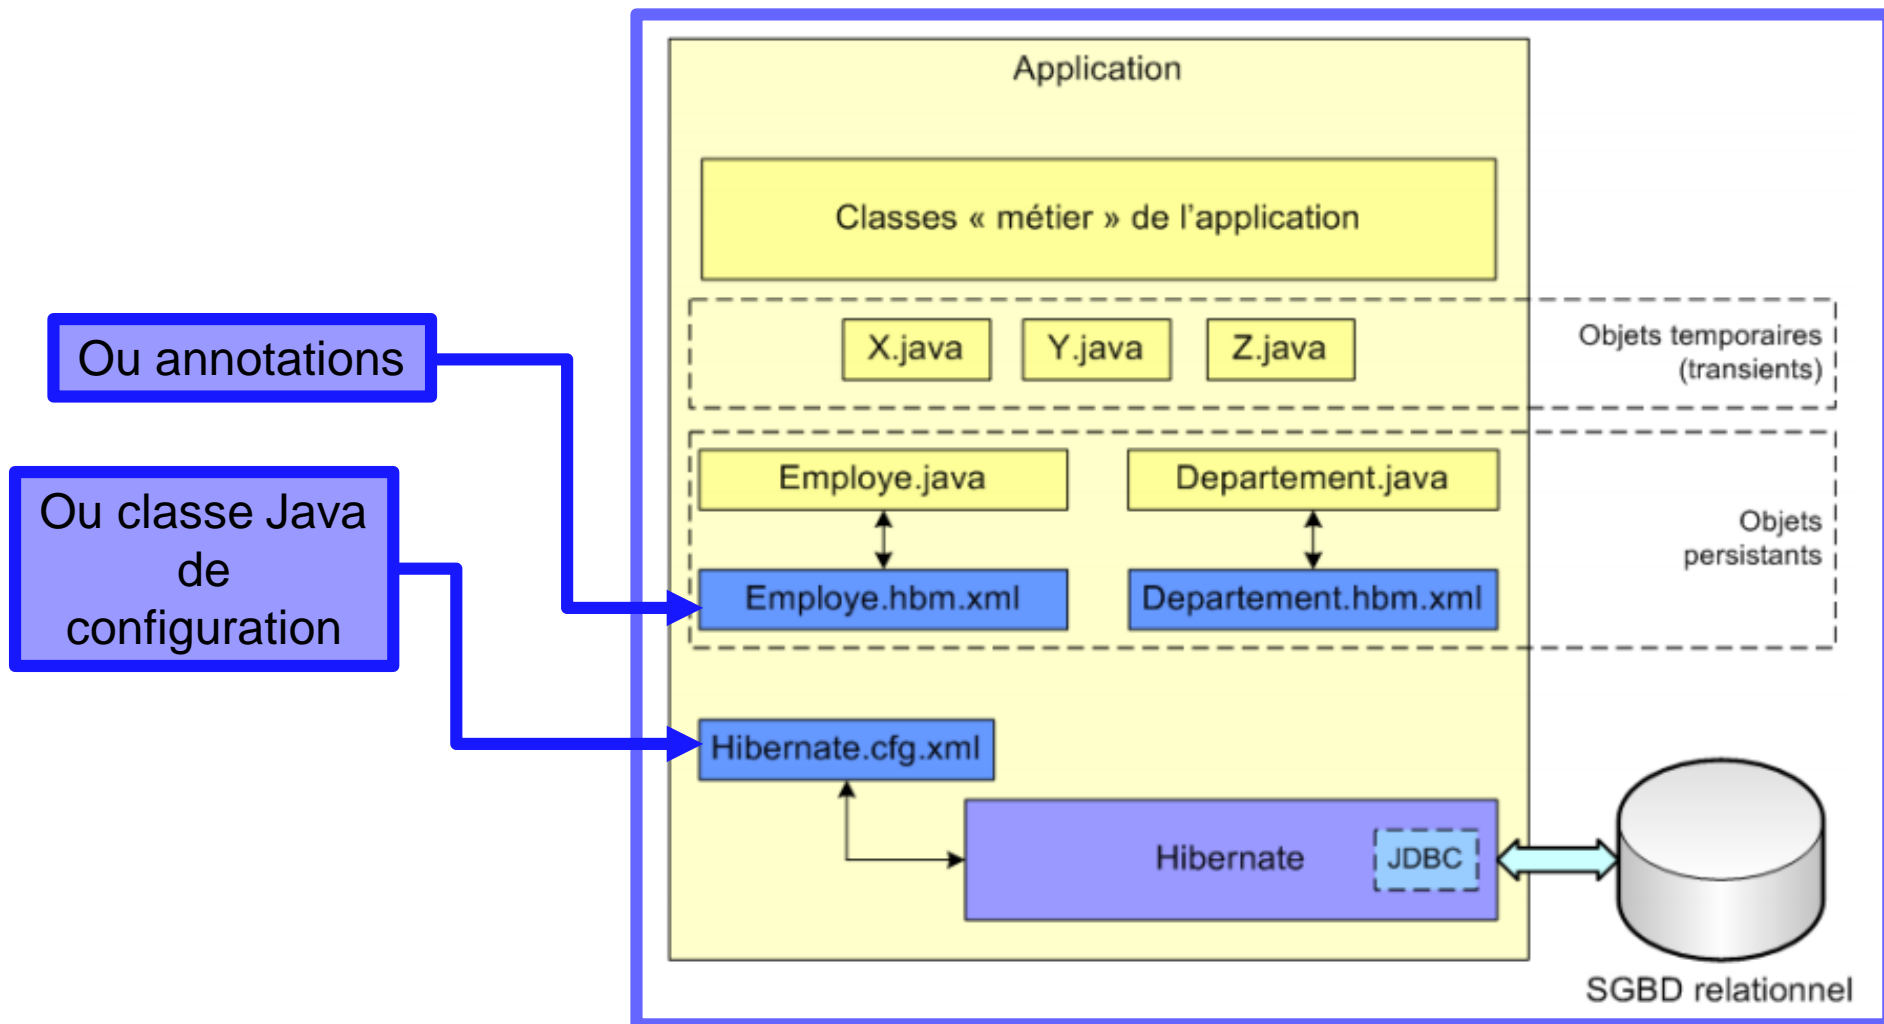 Application
Classes « métier » de l'application
Ou annotations
X.java
Y.java
Z.java
Objets temporaires
(transients)
Ou classe Java
de
configuration
Employe.java
Departement.java
Objets
persistants
Employe.hbm.xml
Departement.hbm.xml
Hibernate.cfg.xml
Hibernate
JDBC
SGBD relationnel